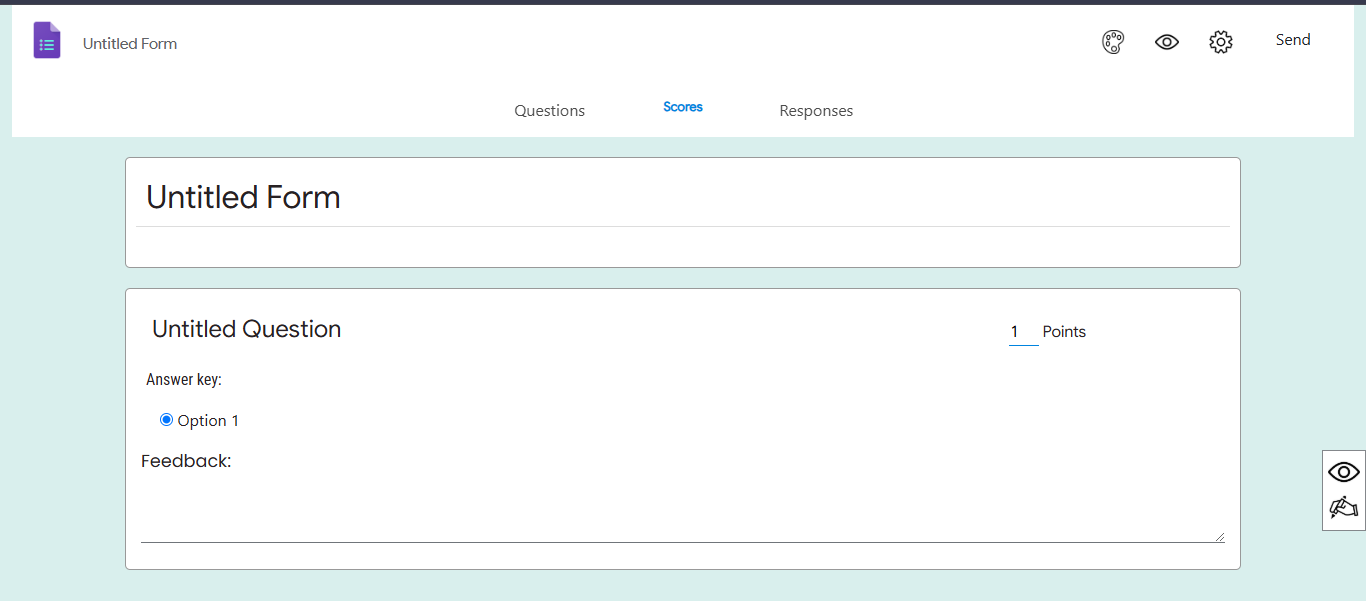 Untitled Form
Send
Questions Scores Responses
Untitled Form
Untitled Question 1 Points
Answer key:
Option 1
Feedback: